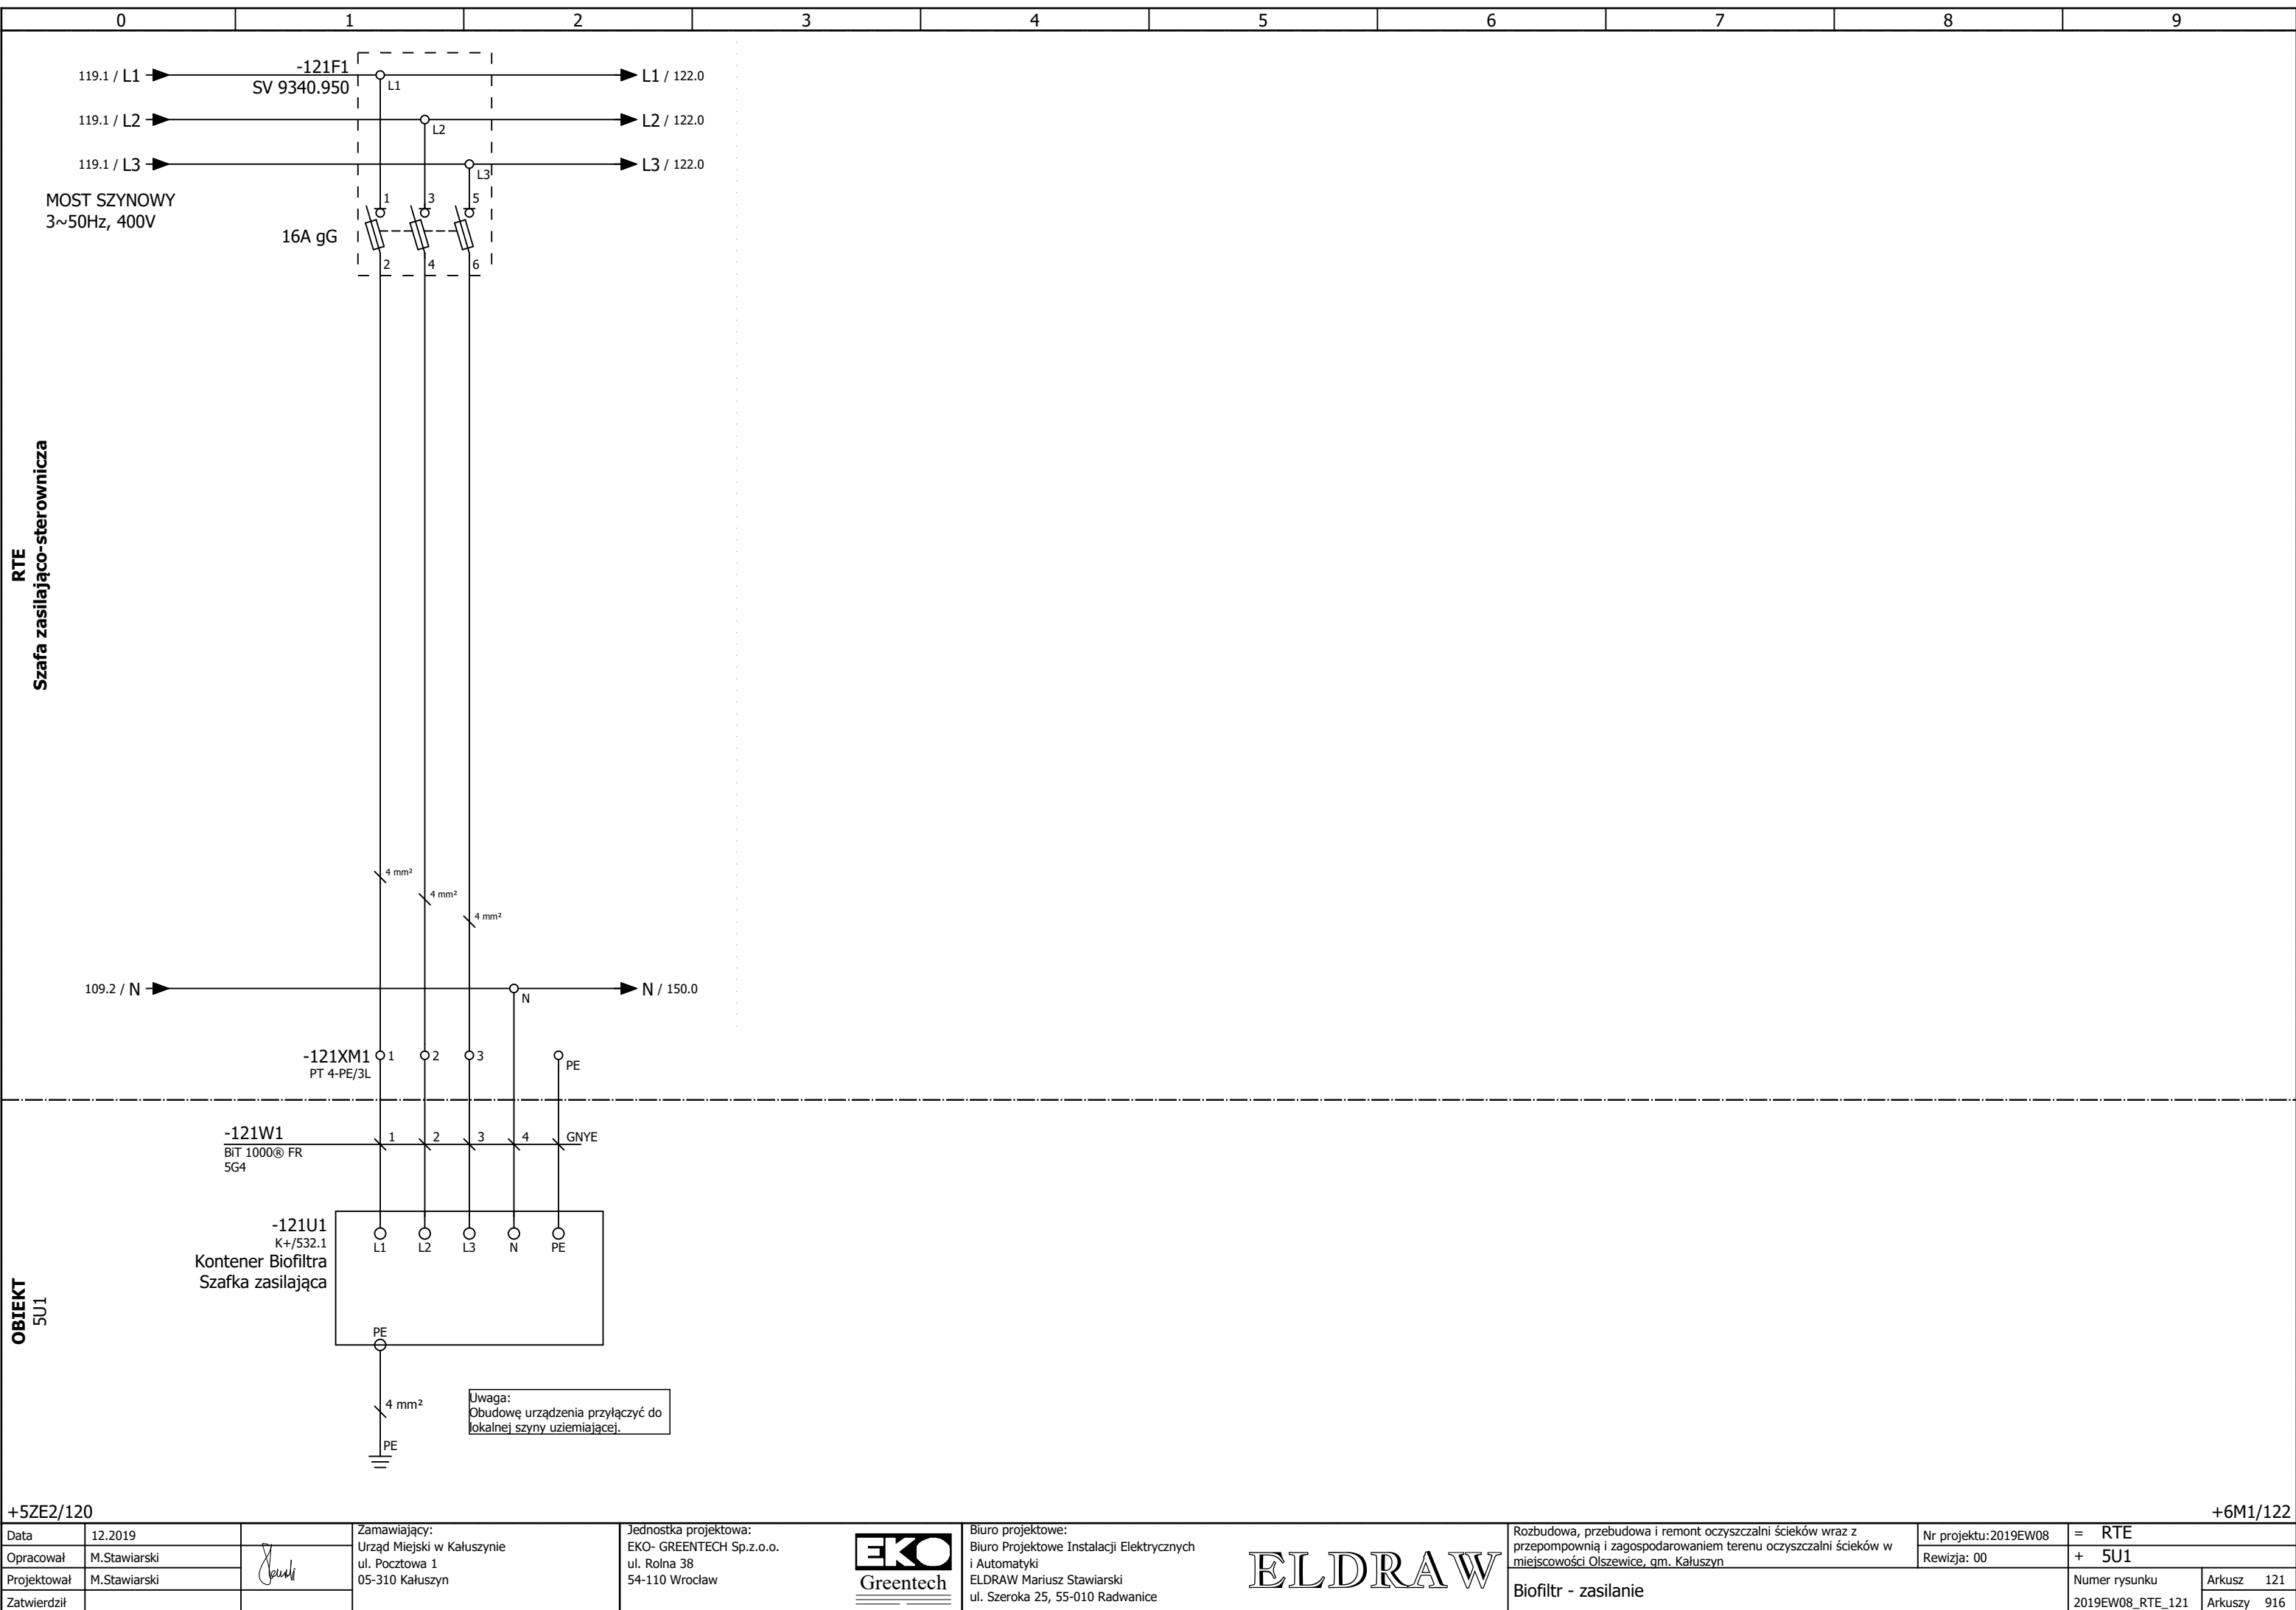 0 1 2 3 4 5 6 7 8 9
119.1 / L1
-121F1
SV 9340.950
L1
L1 / 122.0
119.1 / L2
L2
L2 / 122.0
119.1 / L3
L3
L3 / 122.0
MOST SZYNOWY
3~50Hz, 400V
1 3 5
16A gG
2 4 6
RTE
Szafa zasilająco-sterownicza
4 mm²
4 mm²
4 mm²
109.2 / N
N
N / 150.0
-121XM1 1 2 3
PT 4-PE/3L
PE
-121W1 1 2 3 4 GNYE
BiT 1000® FR
5G4
-121U1
K+/532.1
Kontener Biofiltra
Szafka zasilająca
L1 L2 L3 N PE
OBIEKT
5U1
PE
4 mm²
PE
Uwaga:
Obudowę urządzenia przyłączyć do
lokalnej szyny uziemiającej.
+5ZE2/120
+6M1/122
Data 12.2019
Opracował M.Stawiarski
Projektował M.Stawiarski
Zatwierdził
Zamawiający:
Urząd Miejski w Kałuszynie
ul. Pocztowa 1
05-310 Kałuszyn
Jednostka projektowa:
EKO- GREENTECH Sp.z.o.o.
ul. Rolna 38
54-110 Wrocław
EKO
Greentech
Biuro projektowe:
Biuro Projektowe Instalacji Elektrycznych
i Automatyki
ELDRAW Mariusz Stawiarski
ul. Szeroka 25, 55-010 Radwanice
ELDRAW
Rozbudowa, przebudowa i remont oczyszczalni ścieków wraz z
przepompownią i zagospodarowaniem terenu oczyszczalni ścieków w
miejscowości Olszewice, gm. Kałuszyn
Biofiltr - zasilanie
Nr projektu:2019EW08
Rewizja: 00
= RTE
+ 5U1
Numer rysunku
2019EW08_RTE_121
Arkusz 121
Arkuszy 916